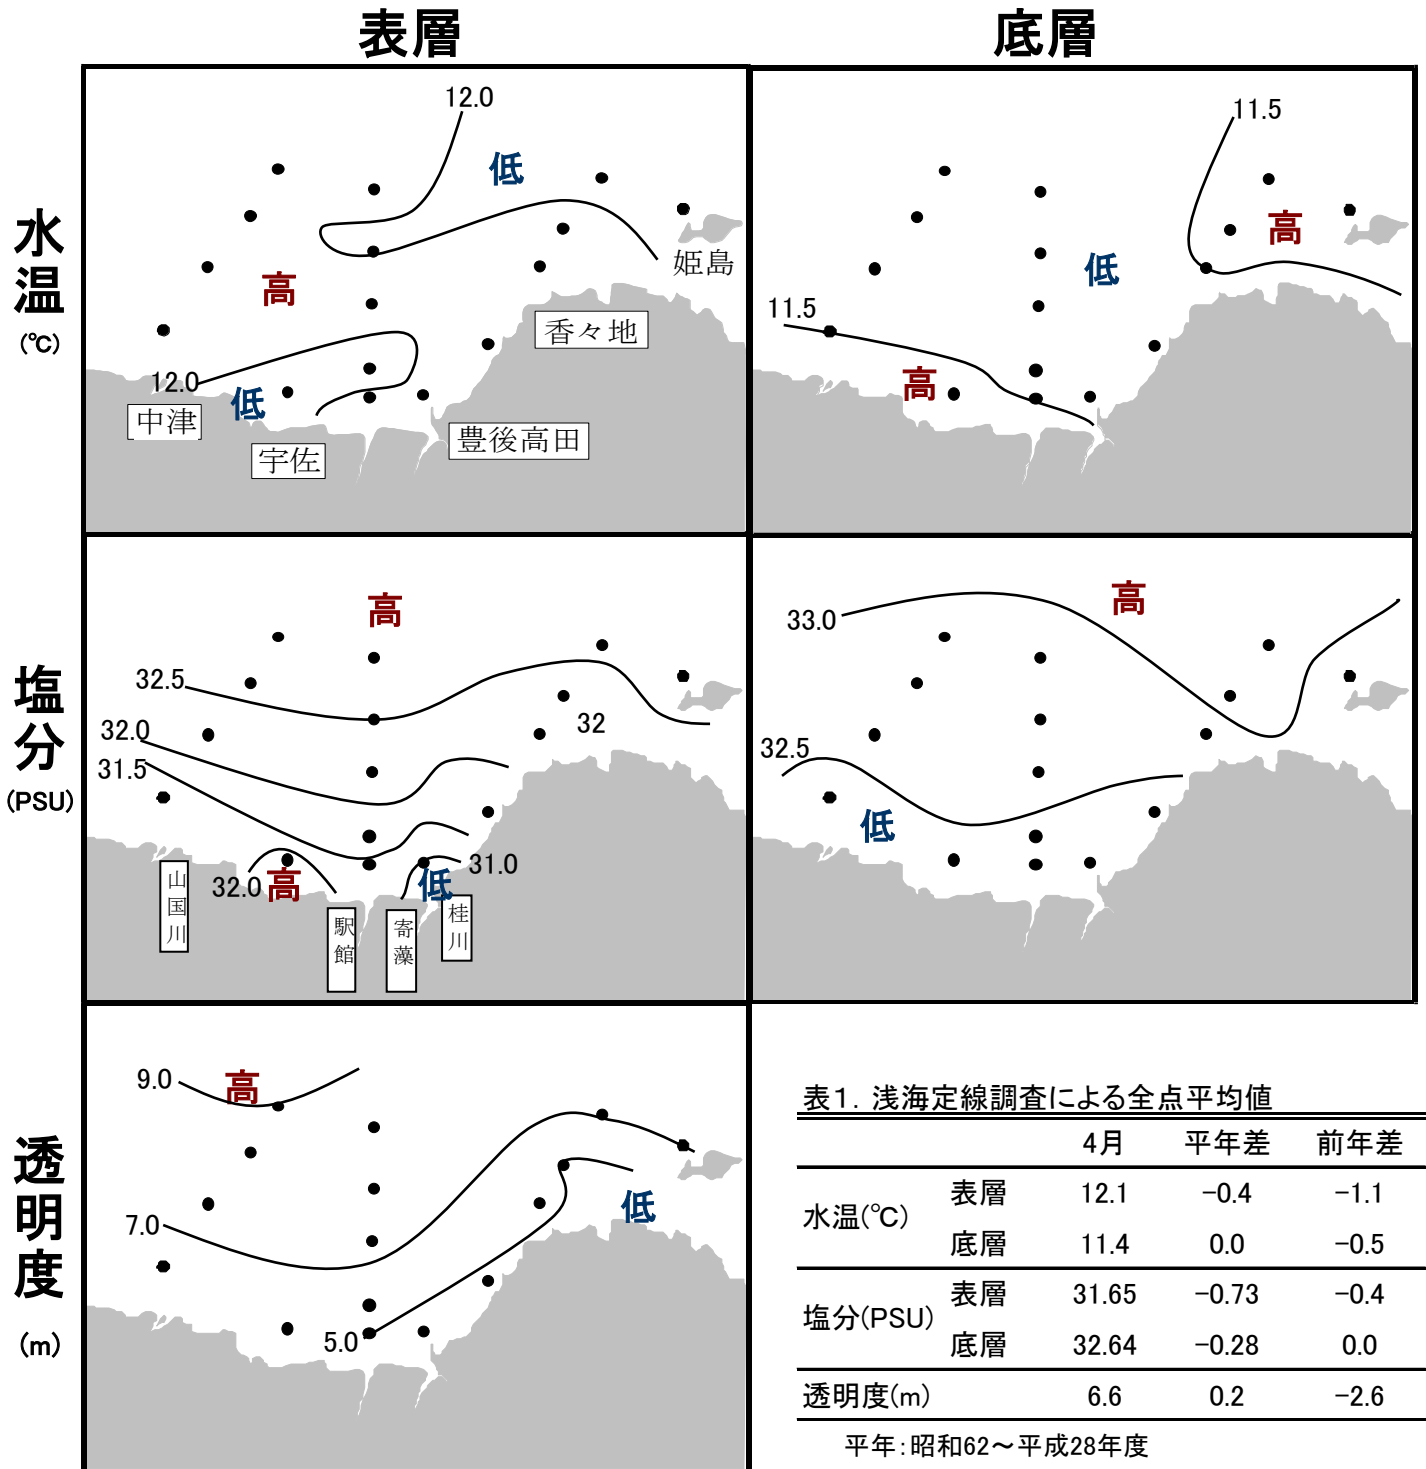 表層
底層
水温
(℃)
12.0
低
姫島
高
香々地
12.0
低
中津
宇佐
豊後高田
11.5
高
低
11.5
高
塩分
(PSU)
高
32.5
32.0
32
31.5
31.0
32.0
高
低
山国川
駅館
寄藻
桂川
33.0
高
32.5
低
透明度
(m)
9.0
高
7.0
低
5.0
表1. 浅海定線調査による全点平均値
4月 平年差 前年差
水温(℃) 表層 12.1 -0.4 -1.1
底層 11.4 0.0 -0.5
塩分(PSU) 表層 31.65 -0.73 -0.4
底層 32.64 -0.28 0.0
透明度(m) 6.6 0.2 -2.6
平年:昭和62～平成28年度